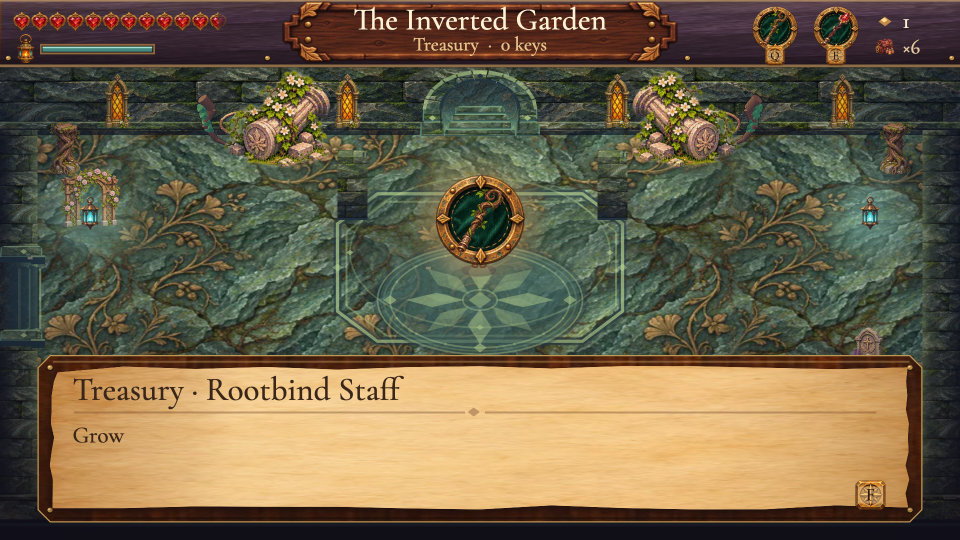 The Inverted Garden
Treasury · 0 keys
Q
E
1
×6
Treasury · Rootbind Staff
Grow
F